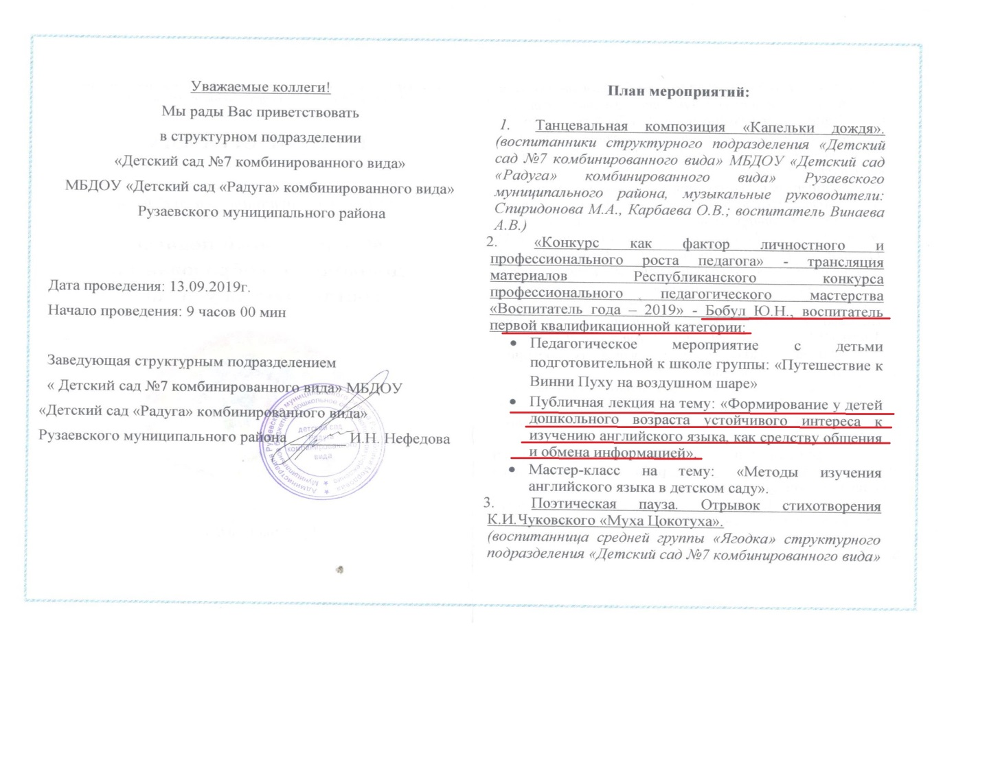 Уважаемые коллеги!
Мы рады Вас приветствовать
в структурном подразделении
«Детский сад №7 комбинированного вида»
МБДОУ «Детский сад «Радуга» комбинированного вида»
Рузаевского муниципального района
Дата проведения: 13.09.2019г.
Начало проведения: 9 часов 00 мин
Заведующая структурным подразделением
« Детский сад №7 комбинированного вида» МБДОУ
«Детский сад «Радуга» комбинированного вида»
Рузаевского муниципального района И.Н. Нефедова
детский сад
Радуга
комбинированного
вида
План мероприятий:
1. Танцевальная композиция «Капельки дождя».
(воспитанники структурного подразделения «Детский
сад №7 комбинированного вида» МБДОУ «Детский сад
«Радуга» комбинированного вида» Рузаевского
муниципального района, музыкальные руководители:
Спиридонова М.А., Карбаева О.В.; воспитатель Винаева
А.В.)
2. «Конкурс как фактор личностного и
профессионального роста педагога» - трансляция
материалов Республиканского конкурса
профессионального педагогического мастерства
«Воспитатель года – 2019» - Бобул Ю.Н., воспитатель
первой квалификационной категории:
• Педагогическое мероприятие с детьми
подготовительной к школе группы: «Путешествие к
Винни Пуху на воздушном шаре»
• Публичная лекция на тему: «Формирование у детей
дошкольного возраста устойчивого интереса к
изучению английского языка, как средству общения
и обмена информацией».
• Мастер-класс на тему: «Методы изучения
английского языка в детском саду».
3. Поэтическая пауза. Отрывок стихотворения
К.И.Чуковского «Муха Цокотуха».
(воспитанница средней группы «Ягодка» структурного
подразделения «Детский сад №7 комбинированного вида»